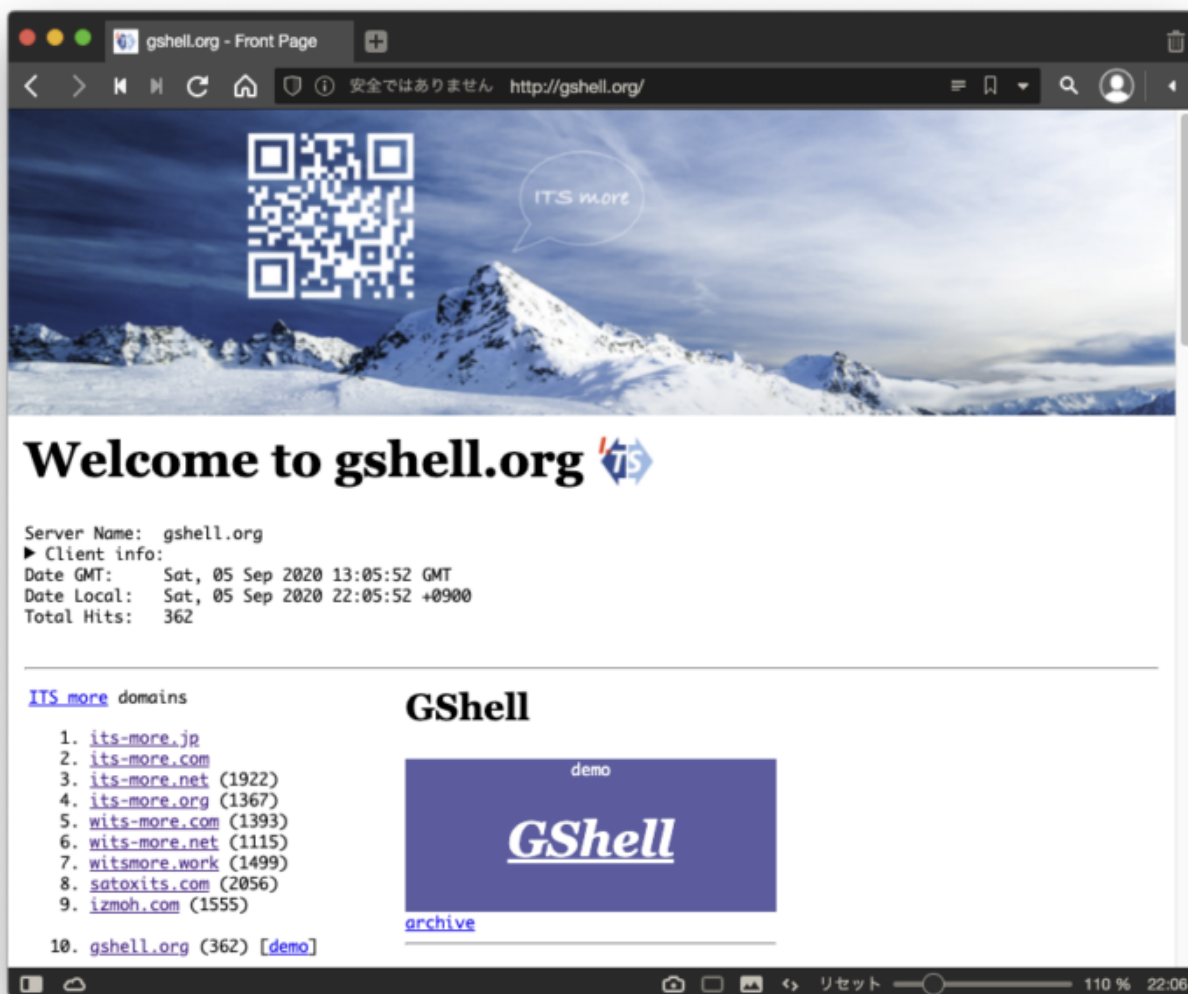 gshell.org - Front Page
安全ではありません http://gshell.org/
ITS more
Welcome to gshell.org ITS
Server Name: gshell.org
▶ Client info:
Date GMT: Sat, 05 Sep 2020 13:05:52 GMT
Date Local: Sat, 05 Sep 2020 22:05:52 +0900
Total Hits: 362
ITS more domains
1. its-more.jp
2. its-more.com
3. its-more.net (1922)
4. its-more.org (1367)
5. wits-more.com (1393)
6. wits-more.net (1115)
7. witsmore.work (1499)
8. satoxits.com (2056)
9. izmoh.com (1555)
10. gshell.org (362) [demo]
GShell
demo
GShell
archive
リセット 110 % 22:06